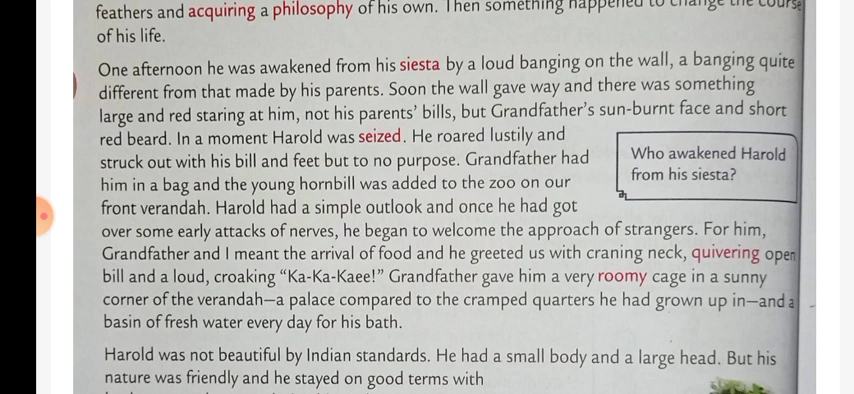 feathers and acquiring a philosophy of his own. Then something happened to change the course
of his life.
One afternoon he was awakened from his siesta by a loud banging on the wall, a banging quite
different from that made by his parents. Soon the wall gave way and there was something
large and red staring at him, not his parents' bills, but Grandfather's sun-burnt face and short
red beard. In a moment Harold was seized. He roared lustily and
struck out with his bill and feet but to no purpose. Grandfather had
him in a bag and the young hornbill was added to the zoo on our
front verandah. Harold had a simple outlook and once he had got
over some early attacks of nerves, he began to welcome the approach of strangers. For him,
Grandfather and I meant the arrival of food and he greeted us with craning neck, quivering open
bill and a loud, croaking "Ka-Ka-Kaee!" Grandfather gave him a very roomy cage in a sunny
corner of the verandah—a palace compared to the cramped quarters he had grown up in—and a
basin of fresh water every day for his bath.
Who awakened Harold
from his siesta?
Harold was not beautiful by Indian standards. He had a small body and a large head. But his
nature was friendly and he stayed on good terms with